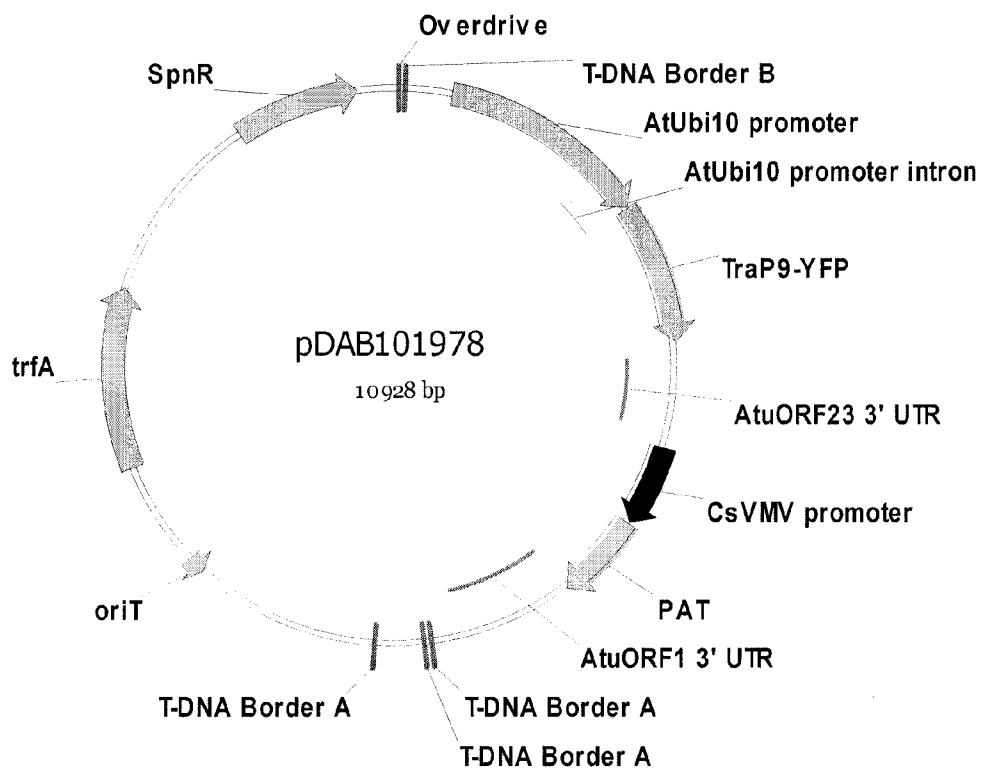 Overdrive
SpnR
T-DNA Border B
AtUbi10 promoter
AtUbi10 promoter intron
TraP9-YFP
pDAB101978
10928 bp
trfA
AtuORF23 3' UTR
CsVMV promoter
oriT
PAT
AtuORF1 3' UTR
T-DNA Border A
T-DNA Border A
T-DNA Border A